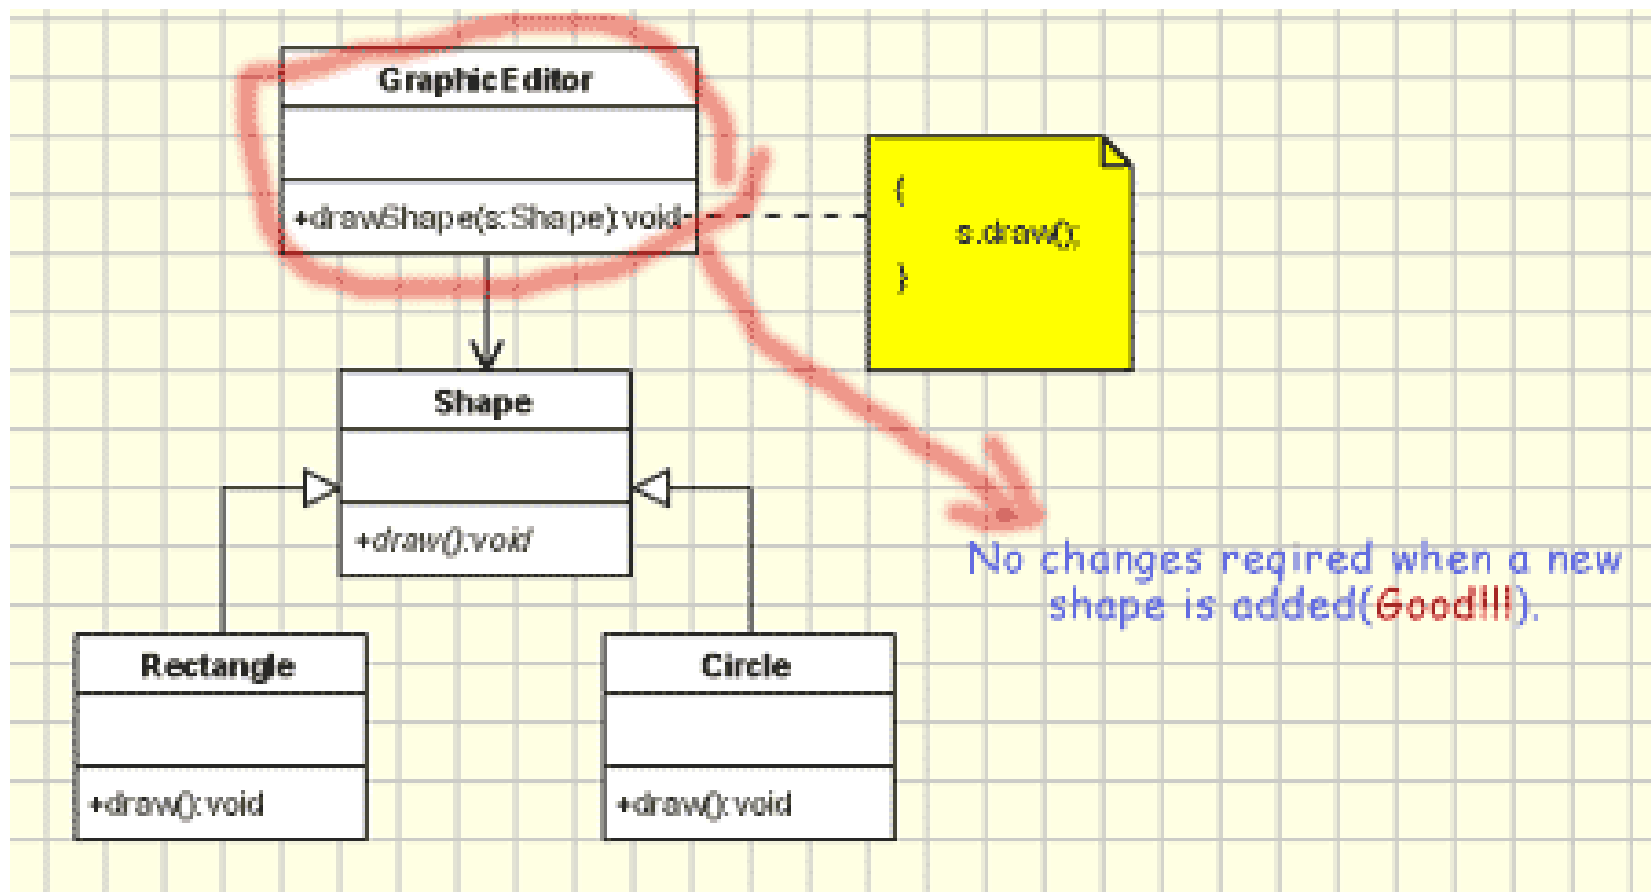 GraphicEditor
+drawShape(s:Shape):void
{
s.draw();
}
Shape
+draw():void
No changes reqired when a new
shape is added(Good!!!).
Rectangle
Circle
+draw():void
+draw():void